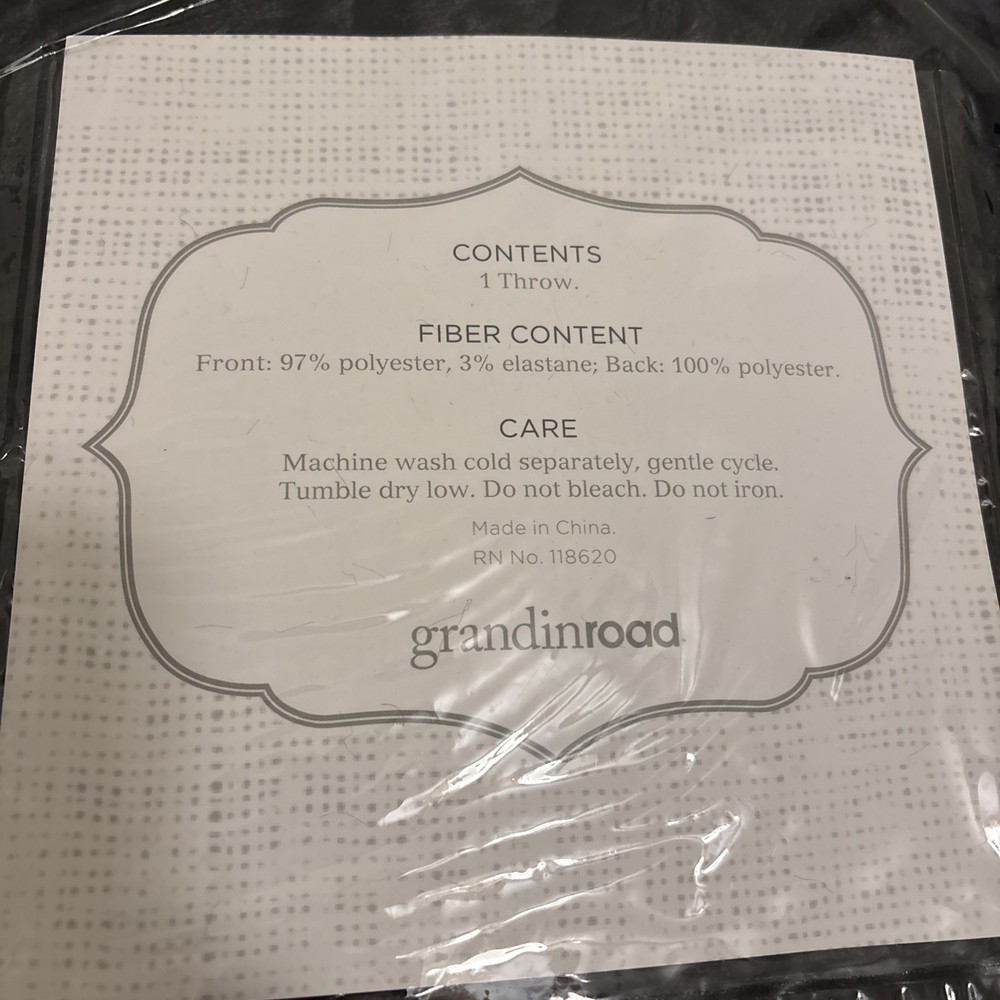 CONTENTS
1 Throw.
FIBER CONTENT
Front: 97% polyester, 3% elastane; Back: 100% polyester.
CARE
Machine wash cold separately, gentle cycle.
Tumble dry low. Do not bleach. Do not iron.
Made in China.
RN No. 118620
grandinroad